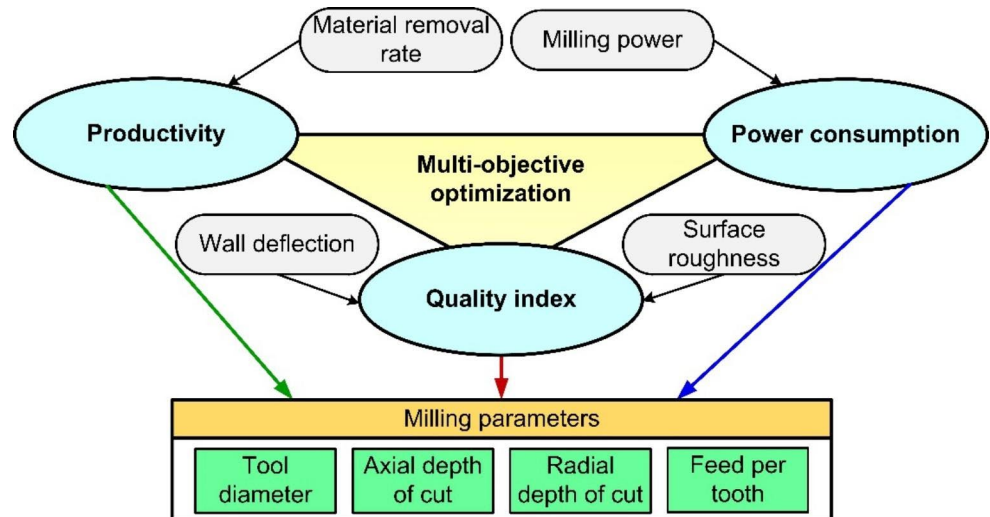 Material removal
rate
Milling power
Productivity
Power consumption
Multi-objective
optimization
Wall deflection
Surface
roughness
Quality index
Milling parameters
Tool
diameter
Axial depth
of cut
Radial
depth of cut
Feed per
tooth